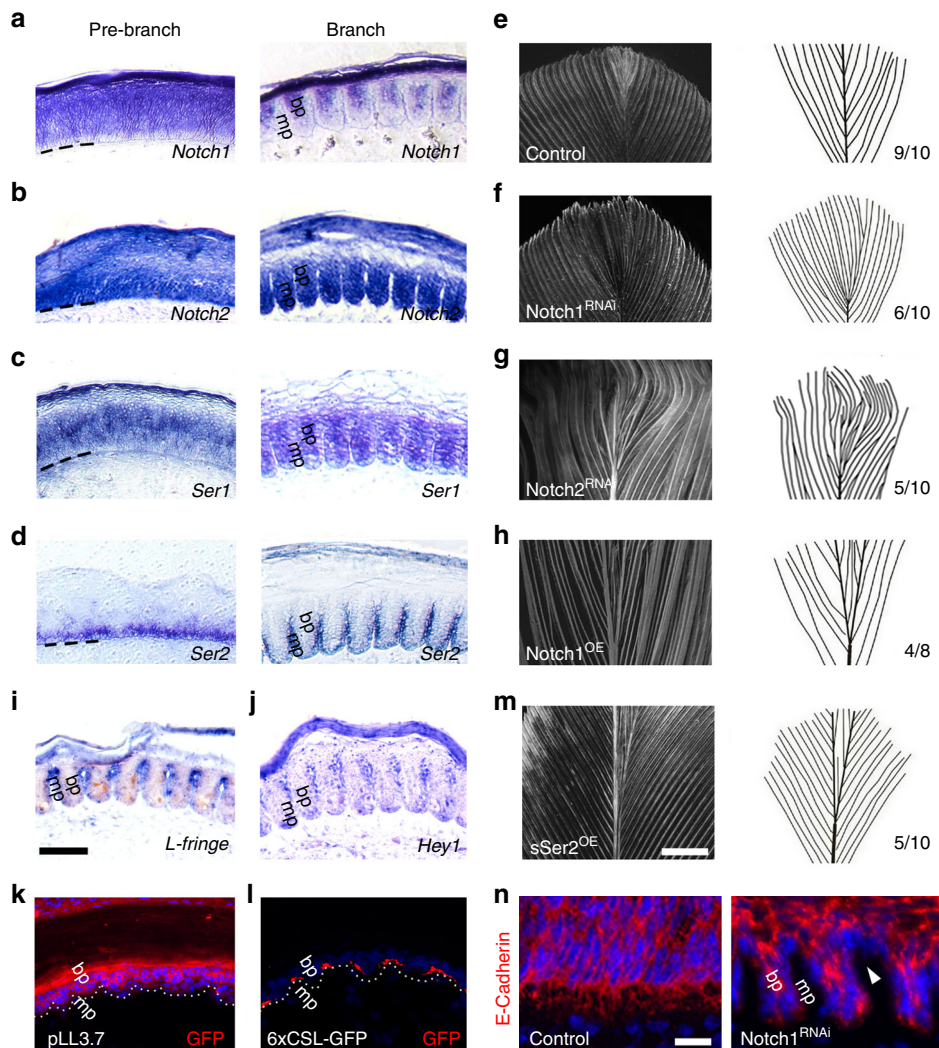 a
Pre-branch
Branch
bp
mp
Notch1
Notch1
b
bp
mp
Notch2
Notch2
c
bp
mp
Ser1
Ser1
d
bp
mp
Ser2
Ser2
i
mp
bp
L-fringe
j
bp
mp
Hey1
k
bp
mp
pLL3.7
GFP
l
bp
mp
6xCSL-GFP
GFP
e
Control
9/10
f
Notch1RNAi
6/10
g
Notch2RNAi
5/10
h
Notch1OE
4/8
m
sSer2OE
5/10
n
E-Cadherin
Control
bp
mp
Notch1RNAi